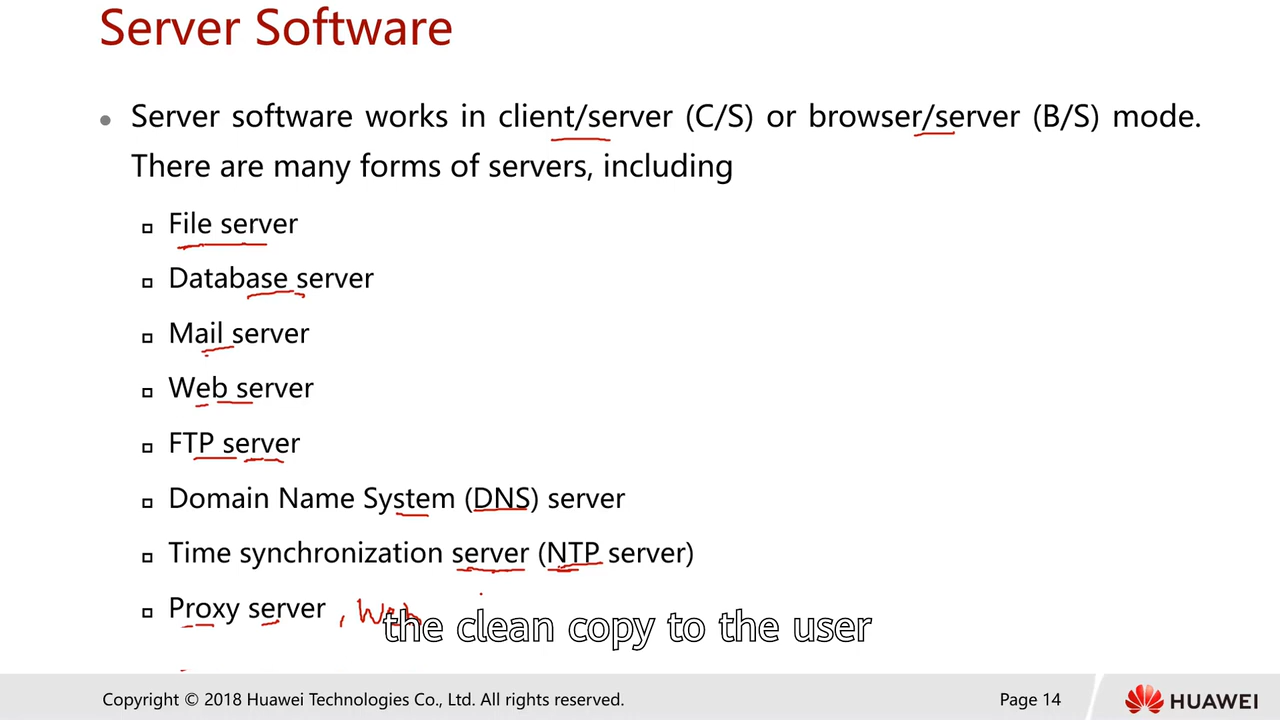 Server Software
Server software works in client/server (C/S) or browser/server (B/S) mode.
There are many forms of servers, including
File server
Database server
Mail server
Web server
FTP server
Domain Name System (DNS) server
Time synchronization server (NTP server)
Proxy server , Web
the clean copy to the user
Copyright © 2018 Huawei Technologies Co., Ltd. All rights reserved.
Page 14
HUAWEI